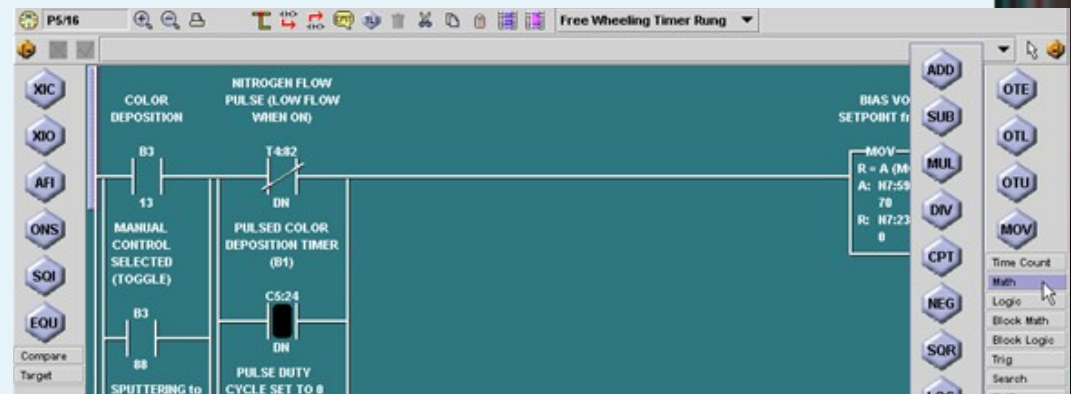 P5/16
Free Wheeling Timer Rung
XIC
XIO
AFI
ONS
SQI
EQU
Compare
Target
COLOR
DEPOSITION
B3
13
MANUAL
CONTROL
SELECTED
(TOGGLE)
B3
88
SPUTTERING to
NITROGEN FLOW
PULSE (LOW FLOW
WHEN ON)
T4:82
DN
PULSED COLOR
DEPOSITION TIMER
(B1)
C5:24
DN
PULSE DUTY
CYCLE SET TO 0
BIAS VO
SETPOINT fr
MOV
R = A (M
A: N7:59
70
R: N7:23
0
ADD
SUB
MUL
DIV
CPT
NEG
SQR
OTE
OTL
OTU
MOV
Time Count
Math
Logic
Block Math
Block Logic
Trig
Search